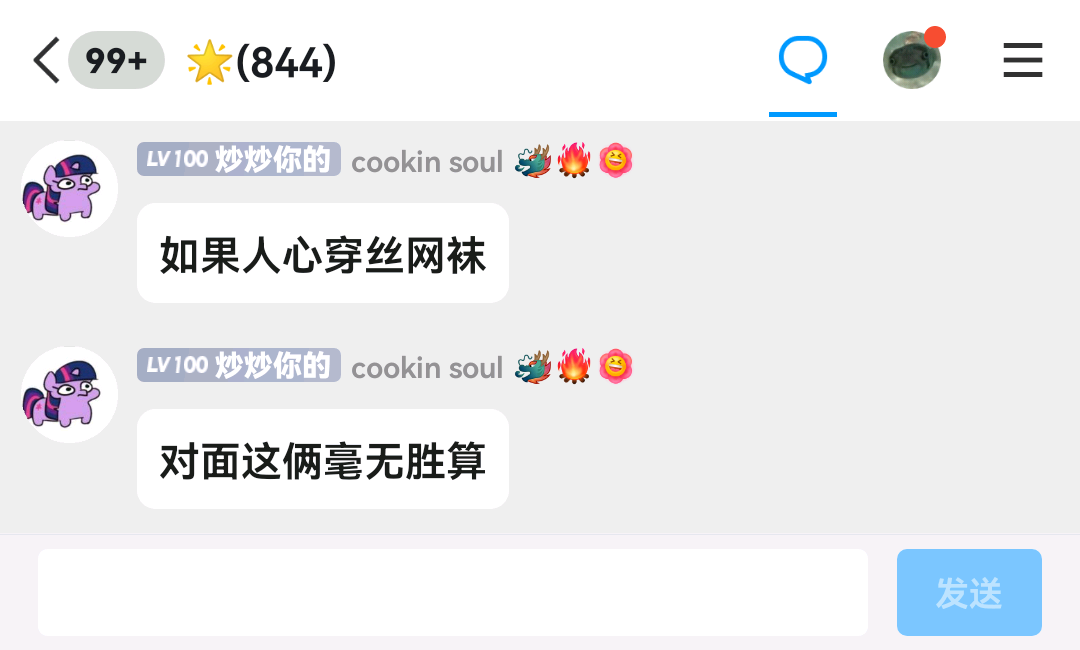 99+ 🌟(844)
LV100 炒炒你的 cookin soul 🐲🔥
如果人心穿丝网袜
LV100 炒炒你的 cookin soul 🐲🔥
对面这俩毫无胜算
发送